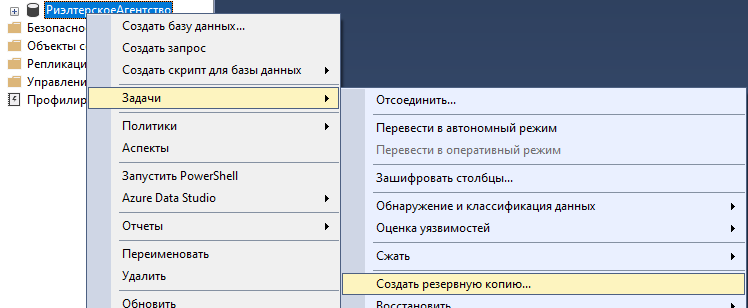 РиэлтерскоеАгентство
Безопасно
Объекты с
Репликаци
Управлени
Профилир
Создать базу данных...
Создать запрос
Создать скрипт для базы данных
Задачи
Политики
Аспекты
Запустить PowerShell
Azure Data Studio
Отчеты
Переименовать
Удалить
Обновить
Отсоединить...
Перевести в автономный режим
Перевести в оперативный режим
Зашифровать столбцы...
Обнаружение и классификация данных
Оценка уязвимостей
Сжать
Создать резервную копию...
Восстановить